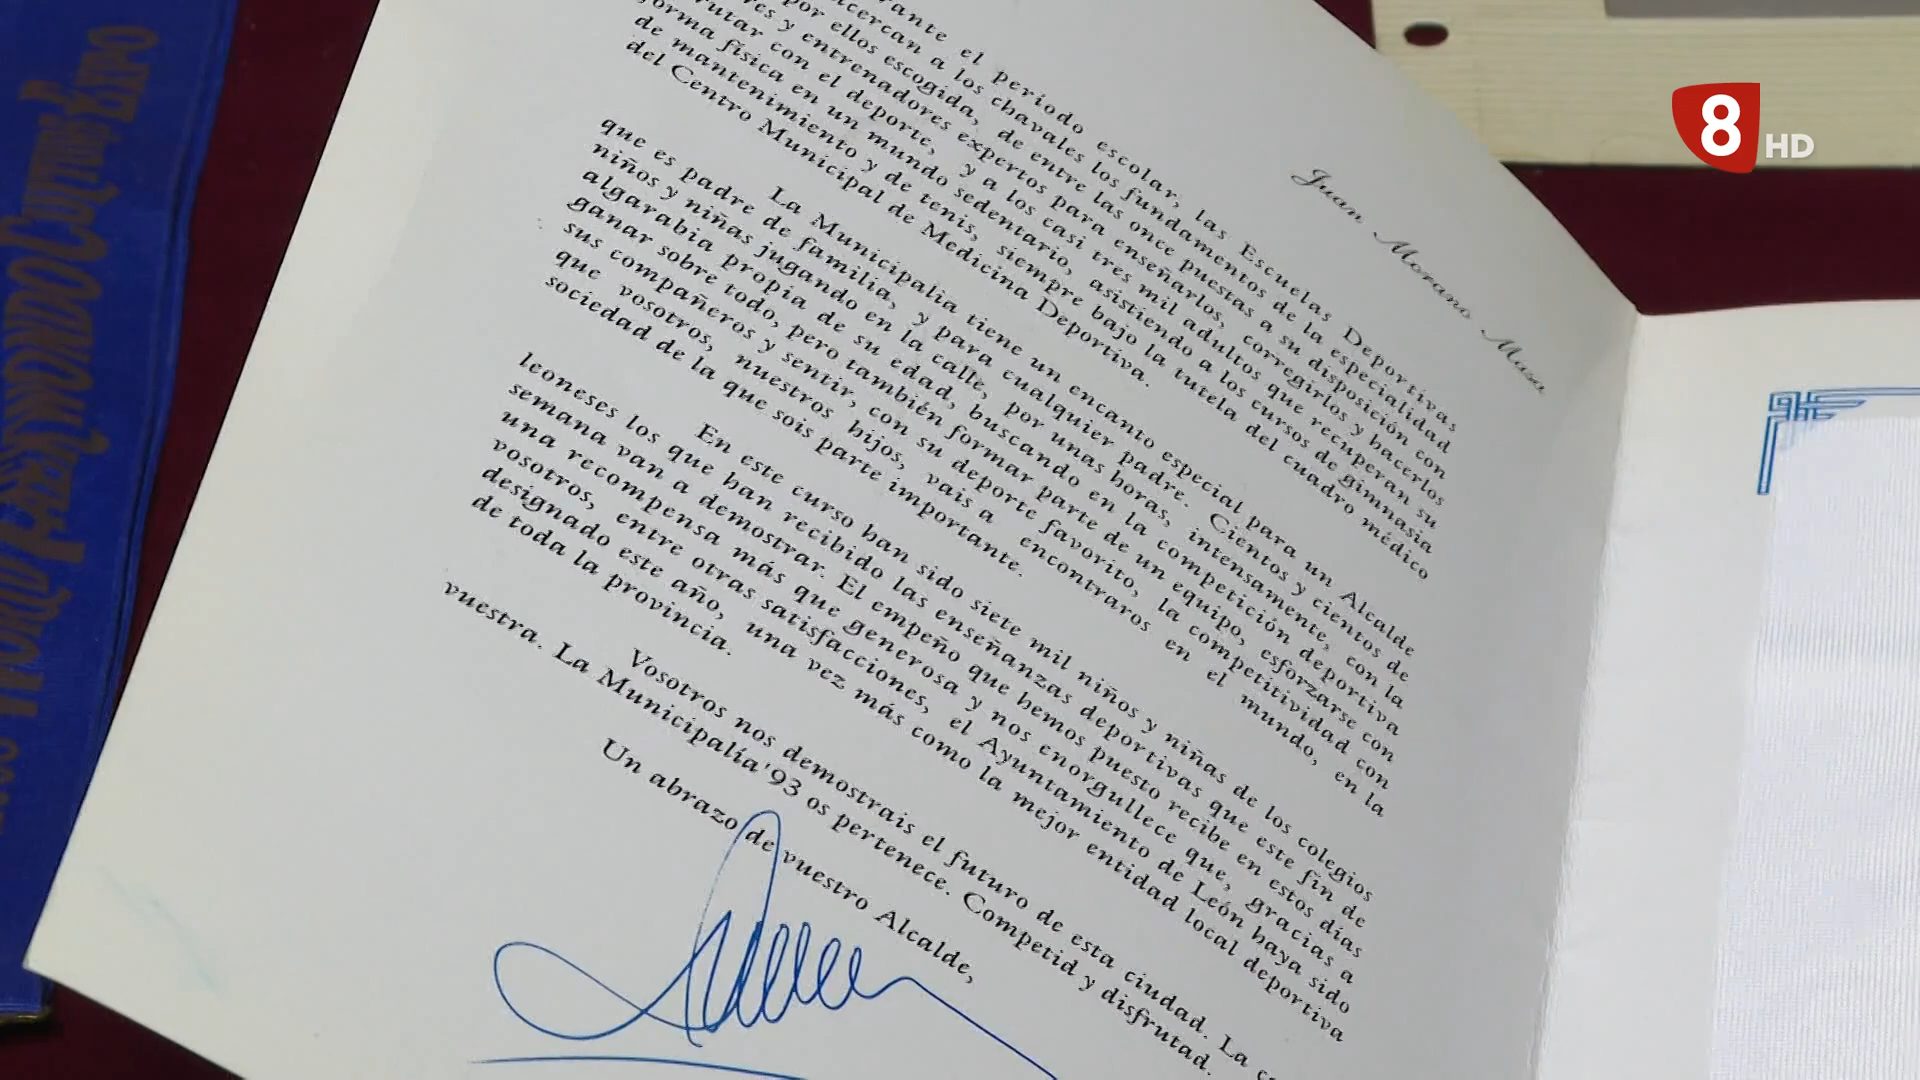 Juan Morano Masa
8 HD
rante el período escolar, las Escuelas Deportivas
acercan a los chavales los fundamentos de la especialidad
por ellos escogida, de entre las once puestas a su disposición con
res y entrenadores expertos para enseñarlos, corregirlos y hacerlos
rutar con el deporte, y a los casi tres mil adultos que recuperan su
forma física en un mundo sedentario, asistiendo a los cursos de gimnasia
de mantenimiento y de tenis, siempre bajo la tutela del cuadro médico
del Centro Municipal de Medicina Deportiva.
La Municipalia tiene un encanto especial para un Alcalde
que es padre de familia, y para cualquier padre. Cientos y cientos de
niños y niñas jugando en la calle, por unas horas, intensamente, con la
algarabia propia de su edad, buscando en la competición deportiva
ganar sobre todo, pero también formar parte de un equipo, esforzarse con
sus compañeros y sentir, con su deporte favorito, la competitividad con
que vosotros, nuestros hijos, vais a encontraros en el mundo, en la
sociedad de la que sois parte importante.
En este curso han sido siete mil niños y niñas de los colegios
leoneses los que han recibido las enseñanzas deportivas que este fin de
semana van a demostrar. El empeño que hemos puesto recibe en estos días
una recompensa más que generosa y nos enorgullece que, gracias a
vosotros, entre otras satisfacciones, el Ayuntamiento de León haya sido
designado este año, una vez más como la mejor entidad local deportiva
de toda la provincia.
Vosotros nos demostrais el futuro de esta ciudad. La c
vuestra. La Municipalía'93 os pertenece. Competid y disfrutad.
Un abrazo de vuestro Alcalde,